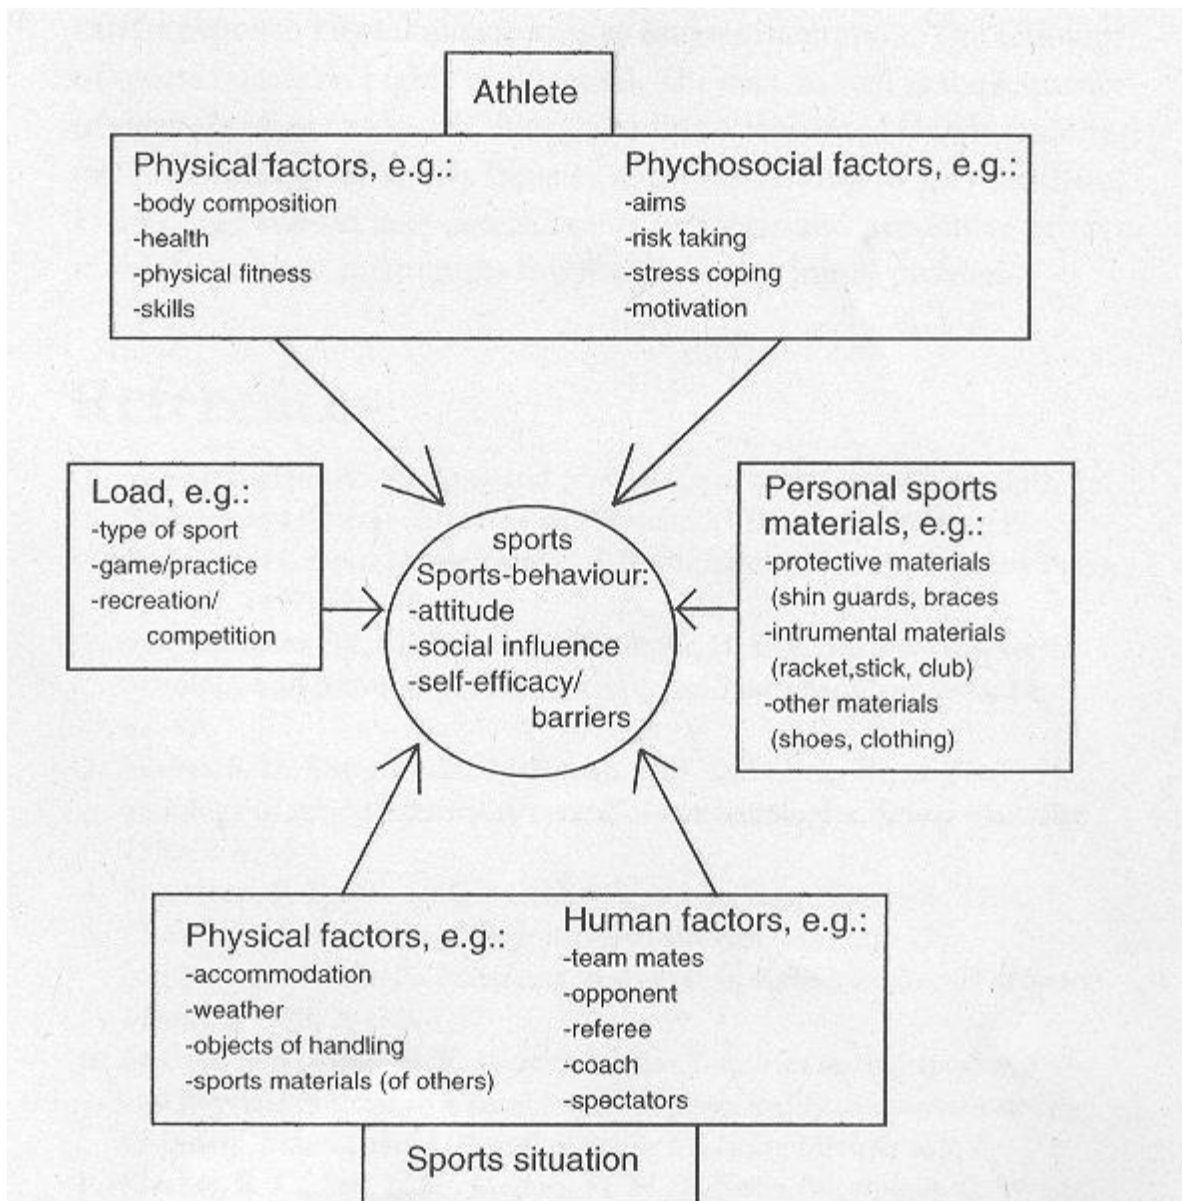 Athlete
Physical factors, e.g.:
-body composition
-health
-physical fitness
-skills
Phychosocial factors, e.g.:
-aims
-risk taking
-stress coping
-motivation
Load, e.g.:
-type of sport
-game/practice
-recreation/
competition
sports
Sports-behaviour:
-attitude
-social influence
-self-efficacy/
barriers
Personal sports
materials, e.g.:
-protective materials
(shin guards, braces
-intrumental materials
(racket,stick, club)
-other materials
(shoes, clothing)
Physical factors, e.g.:
-accommodation
-weather
-objects of handling
-sports materials (of others)
Human factors, e.g.:
-team mates
-opponent
-referee
-coach
-spectators
Sports situation